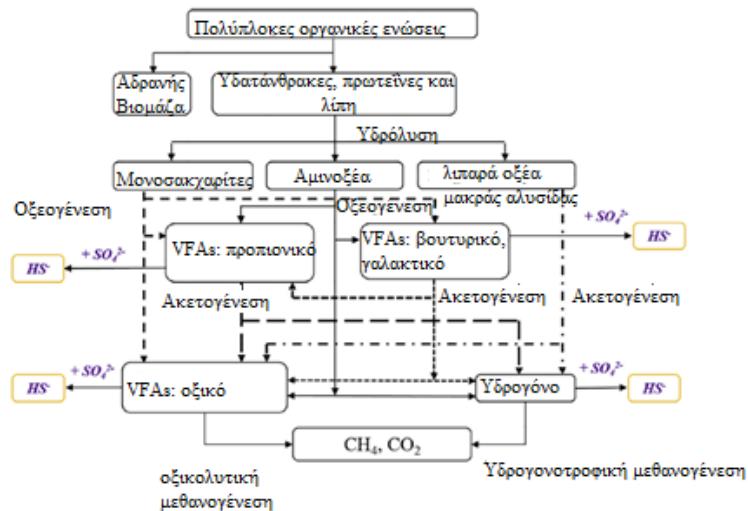 Πολύπλοκες οργανικές ενώσεις
Αδρανής
Βιομάζα
Υδατάνθρακες, πρωτεΐνες και
λίπη
Υδρόλυση
Μονοσακχαρίτες
Αμινοξέα
λιπαρά οξέα
μακράς αλυσίδας
Οξεογένεση
Οξεογένεση
VFAs: προπιονικό
VFAs: βουτυρικό,
γαλακτικό
+ SO₄²⁻
HS⁻
+ SO₄²⁻
HS⁻
Ακετογένεση
Ακετογένεση
Ακετογένεση
HS⁻
+ SO₄²⁻
VFAs: οξικό
Υδρογόνο
+ SO₄²⁻
HS⁻
CH₄, CO₂
οξικολυτική
μεθανογένεση
Υδρογονοτροφική μεθανογένεση